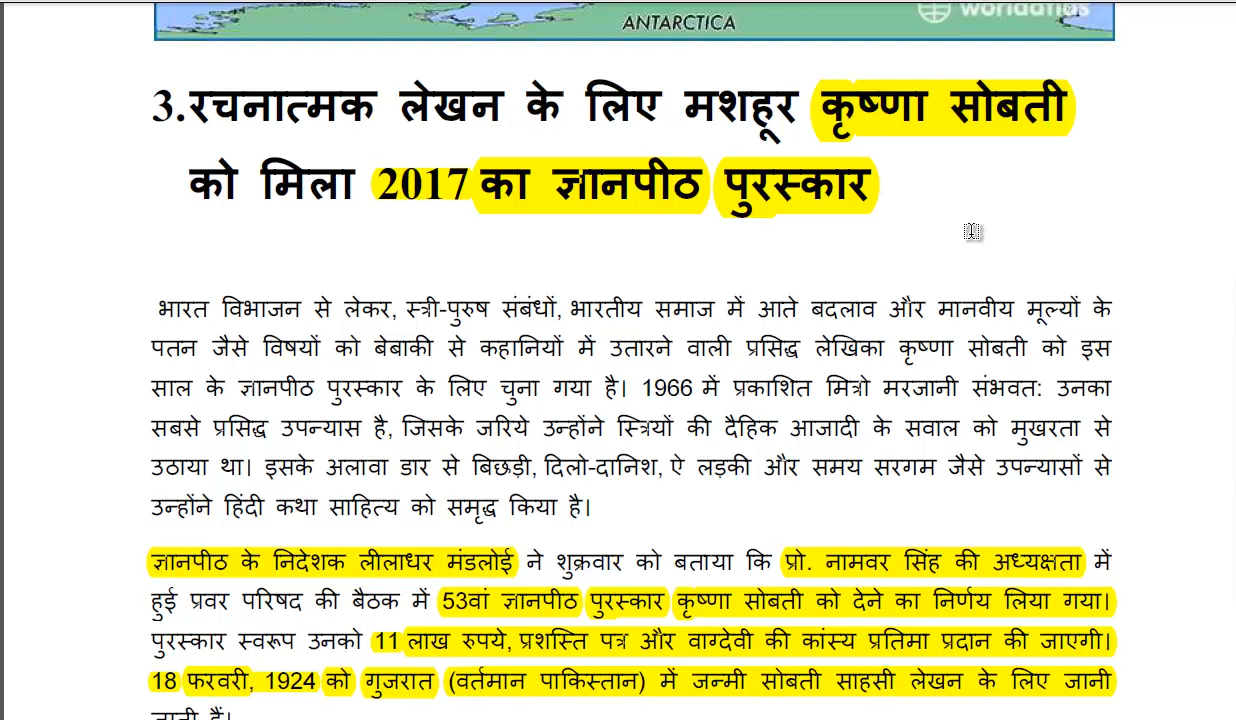 ANTARCTICA
worldatlas
3.रचनात्मक लेखन के लिए मशहूर कृष्णा सोबती
को मिला 2017 का ज्ञानपीठ पुरस्कार
भारत विभाजन से लेकर, स्त्री-पुरुष संबंधों, भारतीय समाज में आते बदलाव और मानवीय मूल्यों के
पतन जैसे विषयों को बेबाकी से कहानियों में उतारने वाली प्रसिद्ध लेखिका कृष्णा सोबती को इस
साल के ज्ञानपीठ पुरस्कार के लिए चुना गया है। 1966 में प्रकाशित मित्रो मरजानी संभवत: उनका
सबसे प्रसिद्ध उपन्यास है, जिसके जरिये उन्होंने स्त्रियों की दैहिक आजादी के सवाल को मुखरता से
उठाया था। इसके अलावा डार से बिछड़ी, दिलो-दानिश, ऐ लड़की और समय सरगम जैसे उपन्यासों से
उन्होंने हिंदी कथा साहित्य को समृद्ध किया है।
ज्ञानपीठ के निदेशक लीलाधर मंडलोई ने शुक्रवार को बताया कि प्रो. नामवर सिंह की अध्यक्षता में
हुई प्रवर परिषद की बैठक में 53वां ज्ञानपीठ पुरस्कार कृष्णा सोबती को देने का निर्णय लिया गया।
पुरस्कार स्वरूप उनको 11 लाख रुपये, प्रशस्ति पत्र और वाग्देवी की कांस्य प्रतिमा प्रदान की जाएगी।
18 फरवरी, 1924 को गुजरात (वर्तमान पाकिस्तान) में जन्मी सोबती साहसी लेखन के लिए जानी